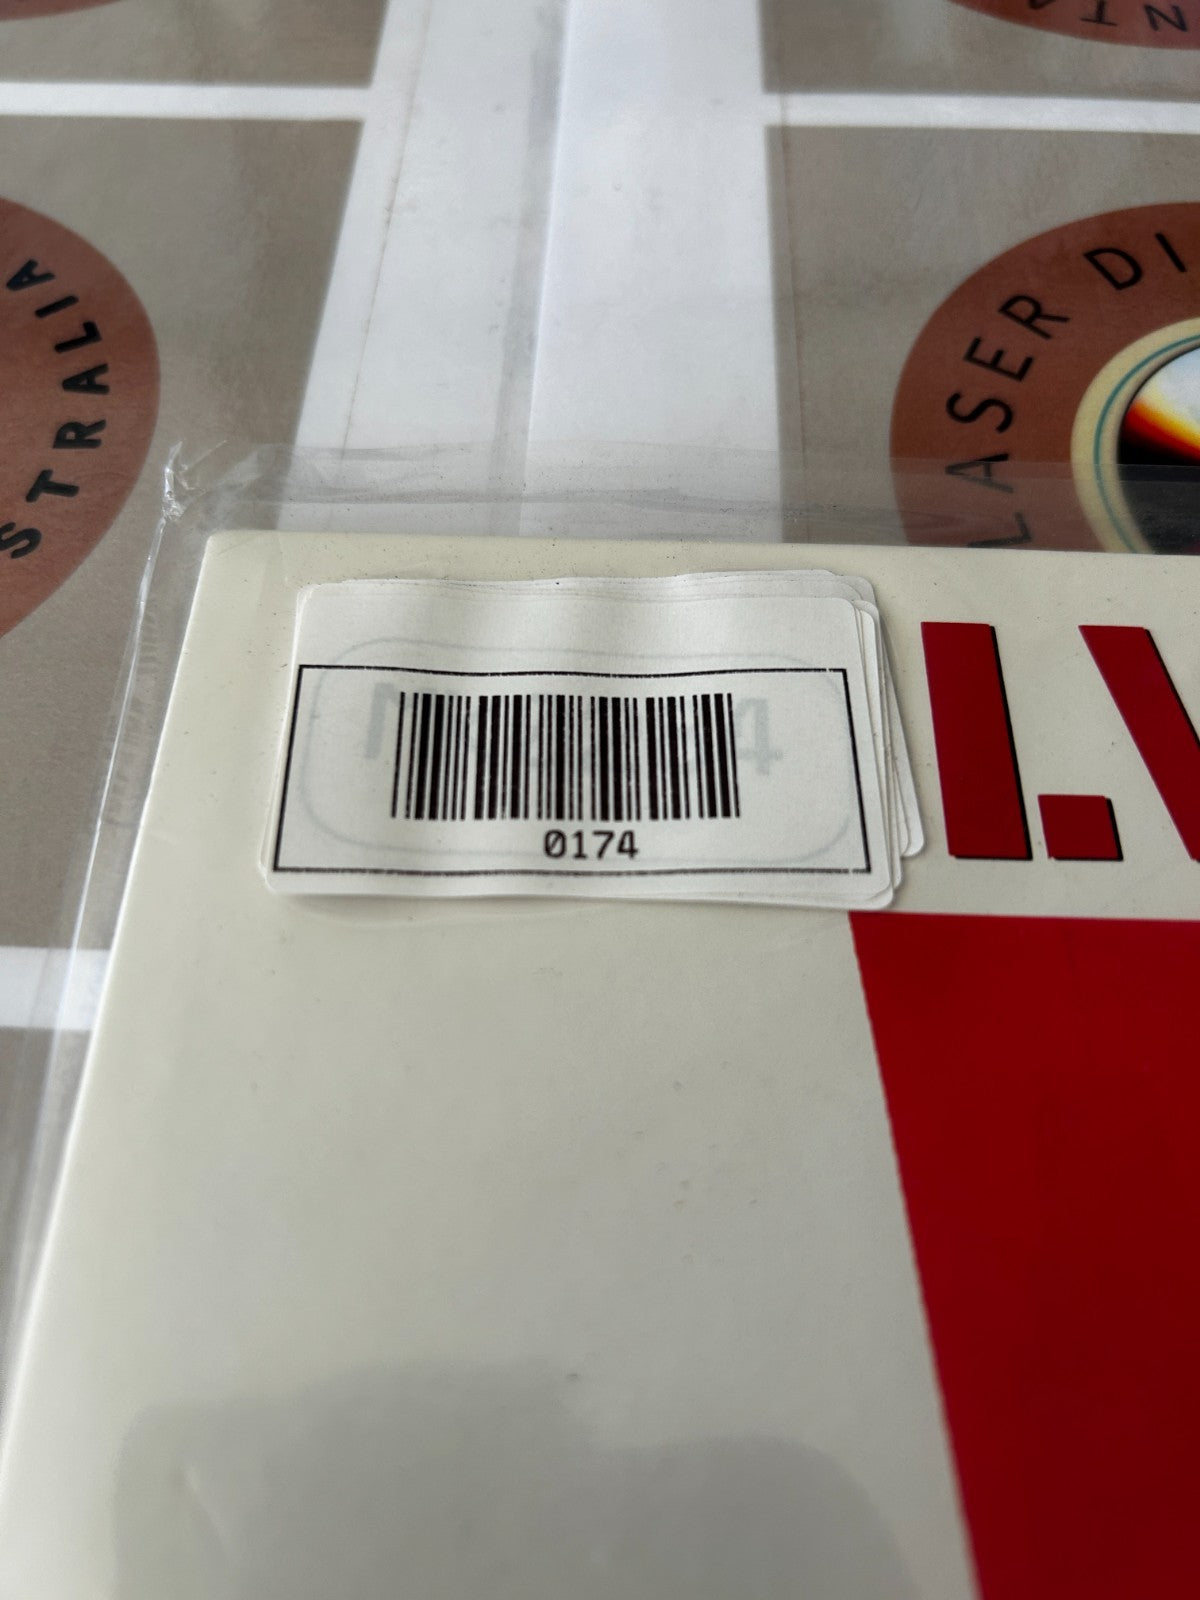 STRALIA
LASER DI
I.
0174